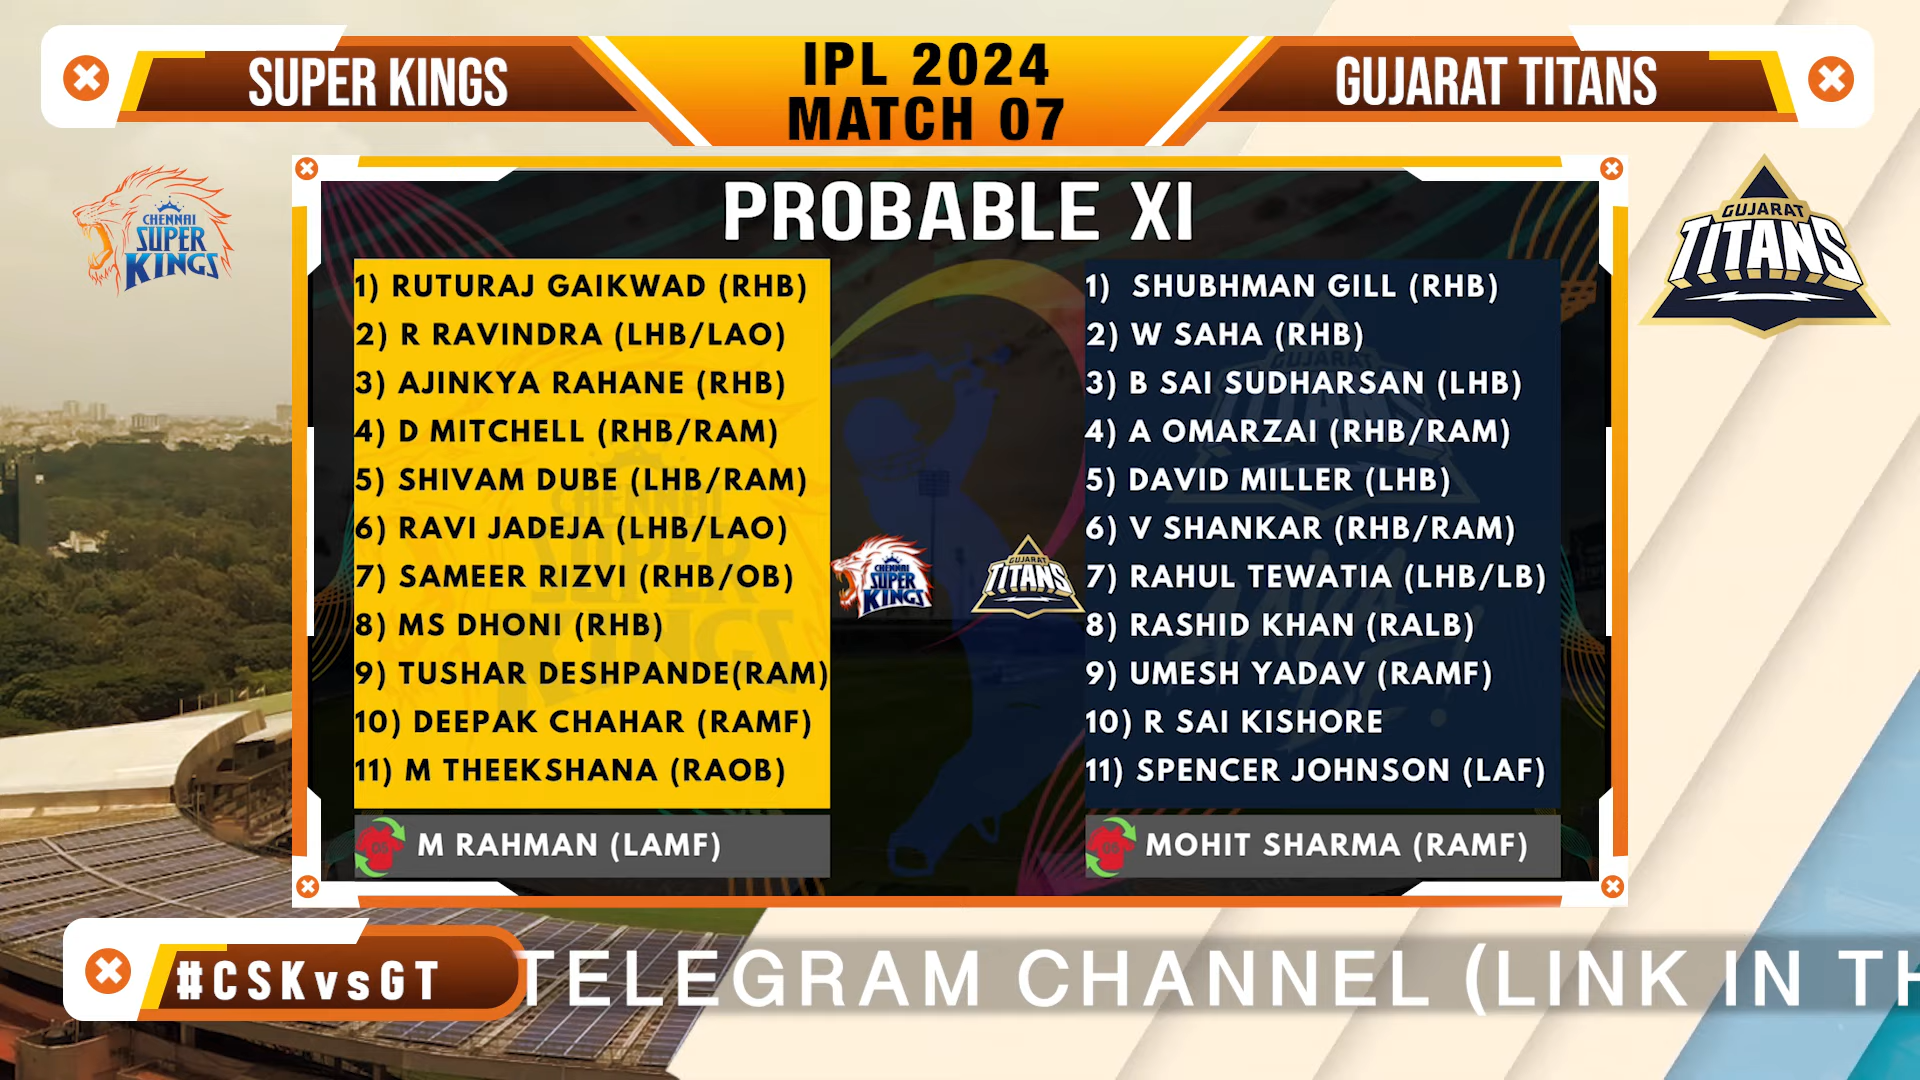 SUPER KINGS
IPL 2024
MATCH 07
GUJARAT TITANS
CHENNAI
SUPER
KINGS
GUJARAT
TITANS
PROBABLE XI
1) RUTURAJ GAIKWAD (RHB)
2) R RAVINDRA (LHB/LAO)
3) AJINKYA RAHANE (RHB)
4) D MITCHELL (RHB/RAM)
5) SHIVAM DUBE (LHB/RAM)
6) RAVI JADEJA (LHB/LAO)
7) SAMEER RIZVI (RHB/OB)
8) MS DHONI (RHB)
9) TUSHAR DESHPANDE(RAM)
10) DEEPAK CHAHAR (RAMF)
11) M THEEKSHANA (RAOB)
M RAHMAN (LAMF)
CHENNAI
SUPER
KINGS
GUJARAT
TITANS
1) SHUBHMAN GILL (RHB)
2) W SAHA (RHB)
3) B SAI SUDHARSAN (LHB)
4) A OMARZAI (RHB/RAM)
5) DAVID MILLER (LHB)
6) V SHANKAR (RHB/RAM)
7) RAHUL TEWATIA (LHB/LB)
8) RASHID KHAN (RALB)
9) UMESH YADAV (RAMF)
10) R SAI KISHORE
11) SPENCER JOHNSON (LAF)
MOHIT SHARMA (RAMF)
#CSKvsGT
TELEGRAM CHANNEL (LINK IN TH